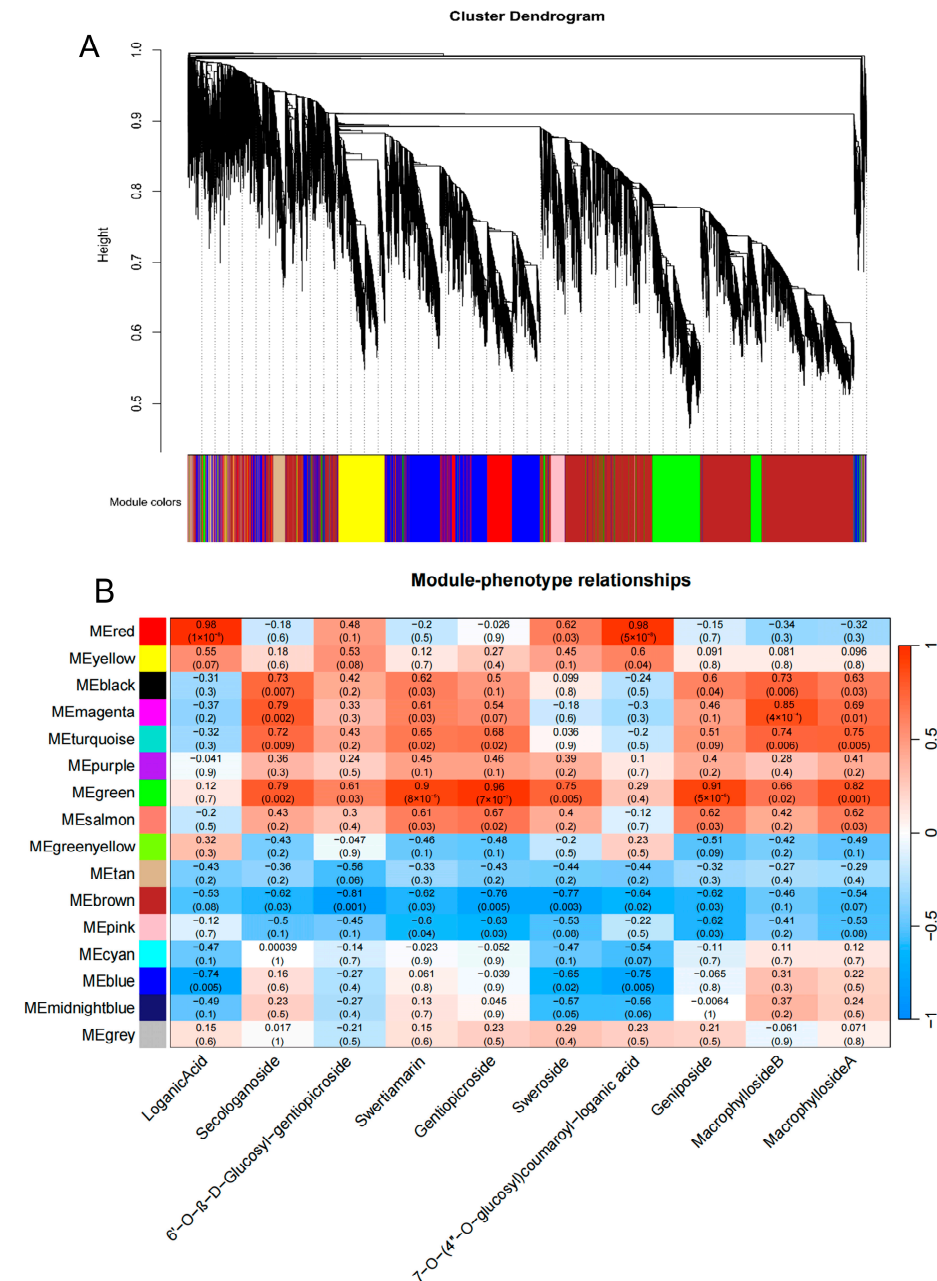 Cluster Dendrogram
A
Height
1.0
0.9
0.8
0.7
0.6
0.5
Module colors
B
Module-phenotype relationships
MEred
0.98 −0.18 0.48 −0.2 −0.026 0.62 0.98 −0.15 −0.34 −0.32
(0.6) (0.1) (0.5) (0.9) (0.03) (0.7) (0.3) (0.3)
MEyellow
0.55 0.18 0.53 0.12 0.27 0.45 0.6 0.091 0.081 0.096
(0.07) (0.6) (0.08) (0.7) (0.4) (0.1) (0.04) (0.8) (0.8) (0.8)
MEblack
−0.31 0.73 0.42 0.62 0.5 0.099 −0.24 0.6 0.73 0.63
(0.3) (0.007) (0.2) (0.03) (0.1) (0.8) (0.5) (0.04) (0.006) (0.03)
MEmagenta
−0.37 0.79 0.33 0.61 0.54 −0.18 −0.3 0.46 0.85 0.69
(0.2) (0.002) (0.3) (0.03) (0.07) (0.6) (0.3) (0.1) (4×10⁻⁴) (0.01)
MEturquoise
−0.32 0.72 0.43 0.65 0.68 0.036 −0.2 0.51 0.74 0.75
(0.3) (0.009) (0.2) (0.02) (0.02) (0.9) (0.5) (0.09) (0.006) (0.005)
MEpurple
−0.041 0.36 0.24 0.45 0.46 0.39 0.1 0.2 0.28 0.41
(0.9) (0.3) (0.5) (0.1) (0.1) (0.2) (0.7) (0.4) (0.4) (0.2)
MEgreen
0.12 0.79 0.61 0.9 0.96 0.75 0.29 0.91 0.66 0.82
(0.7) (0.002) (0.03) (0.005) (0.4) (0.02) (0.001)
MEsalmon
−0.2 0.43 0.3 0.61 0.67 0.4 −0.12 0.62 0.42 0.62
(0.5) (0.2) (0.4) (0.03) (0.02) (0.2) (0.7) (0.03) (0.2) (0.03)
MEgreenyellow
0.32 −0.43 −0.047 −0.46 −0.48 −0.2 0.23 −0.51 −0.42 −0.49
(0.3) (0.2) (0.9) (0.1) (0.1) (0.5) (0.5) (0.09) (0.2) (0.1)
MEtan
−0.43 −0.36 −0.56 −0.33 −0.43 −0.44 −0.44 −0.32 −0.27 −0.29
(0.2) (0.2) (0.06) (0.3) (0.2) (0.2) (0.2) (0.3) (0.4) (0.4)
MEbrown
−0.53 −0.62 −0.81 −0.62 −0.76 −0.77 −0.64 −0.62 −0.46 −0.54
(0.08) (0.03) (0.001) (0.03) (0.005) (0.003) (0.02) (0.03) (0.1) (0.07)
MEpink
−0.12 −0.5 −0.45 −0.6 −0.63 −0.53 −0.22 −0.62 −0.41 −0.53
(0.7) (0.1) (0.1) (0.04) (0.03) (0.08) (0.5) (0.03) (0.2) (0.08)
MEcyan
−0.47 0.00039 −0.14 −0.023 −0.052 −0.47 −0.54 −0.11 0.11 0.12
(0.1) (1) (0.7) (0.9) (0.9) (0.1) (0.07) (0.7) (0.7) (0.7)
MEblue
−0.74 0.16 −0.27 0.061 −0.039 −0.65 −0.75 −0.065 0.31 0.22
(0.005) (0.6) (0.4) (0.8) (0.9) (0.02) (0.005) (0.8) (0.3) (0.5)
MEmidnightblue
−0.49 0.23 −0.27 0.13 0.045 −0.57 −0.56 −0.0064 0.37 0.24
(0.1) (0.5) (0.4) (0.7) (0.9) (0.05) (0.06) (1) (0.2) (0.5)
MEgrey
0.15 0.017 −0.21 0.15 0.23 0.29 0.23 0.21 −0.061 0.071
(0.6) (1) (0.5) (0.6) (0.5) (0.4) (0.5) (0.5) (0.9) (0.8)
1
0.5
0
−0.5
−1
LoganicAcid
Secologanoside
6'−O−ß−D−Glucosyl−gentiopicroside
Swertiamarin
Gentiopicroside
Sweroside
7−O−(4"−O−glucosyl)coumaroyl−loganic acid
Geniposide
MacrophyllosideB
MacrophyllosideA